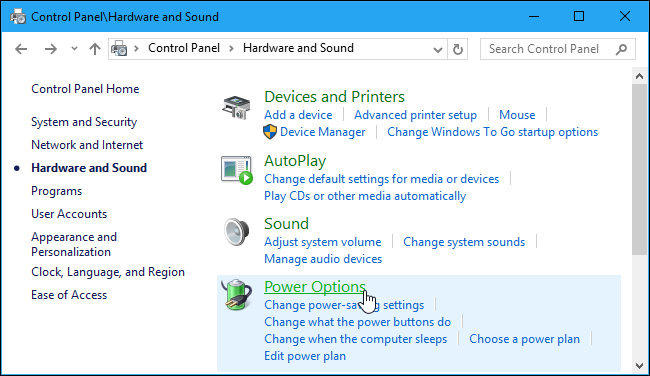 Control Panel\Hardware and Sound
Control Panel > Hardware and Sound
Search Control Panel
Control Panel Home
System and Security
Network and Internet
Hardware and Sound
Programs
User Accounts
Appearance and
Personalization
Clock, Language, and Region
Ease of Access
Devices and Printers
Add a device | Advanced printer setup | Mouse
Device Manager | Change Windows To Go startup options
AutoPlay
Change default settings for media or devices
Play CDs or other media automatically
Sound
Adjust system volume | Change system sounds
Manage audio devices
Power Options
Change power-saving settings
Change what the power buttons do
Change when the computer sleeps | Choose a power plan
Edit power plan